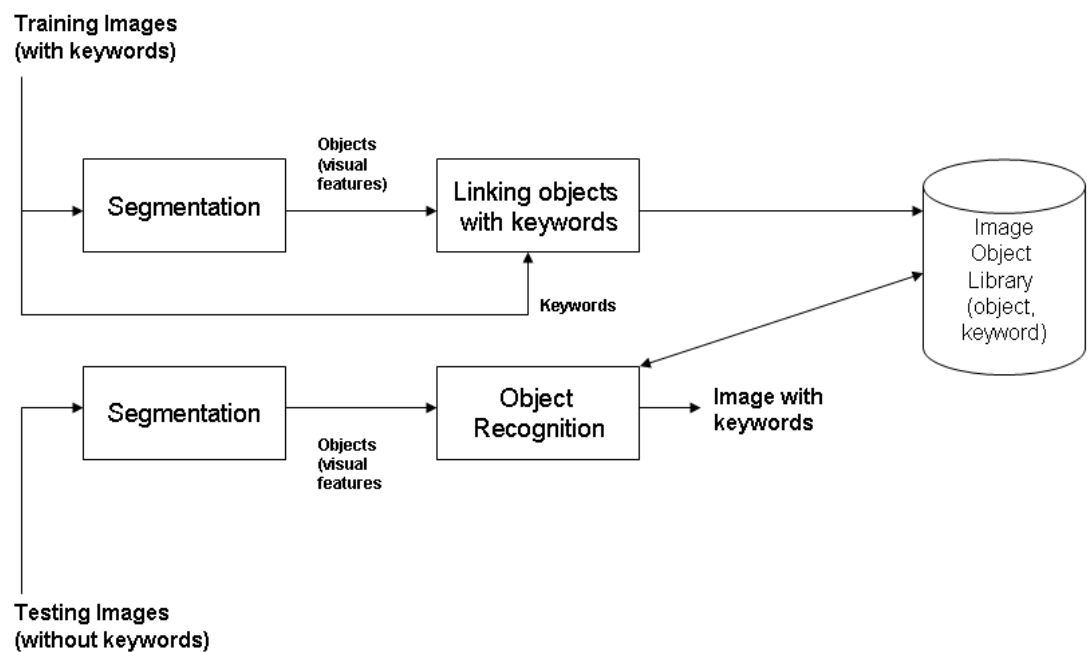 Training Images
(with keywords)
Objects
(visual
features)
Segmentation
Linking objects
with keywords
Image
Object
Library
(object,
keyword)
Keywords
Segmentation
Object
Recognition
Image with
keywords
Objects
(visual
features
Testing Images
(without keywords)